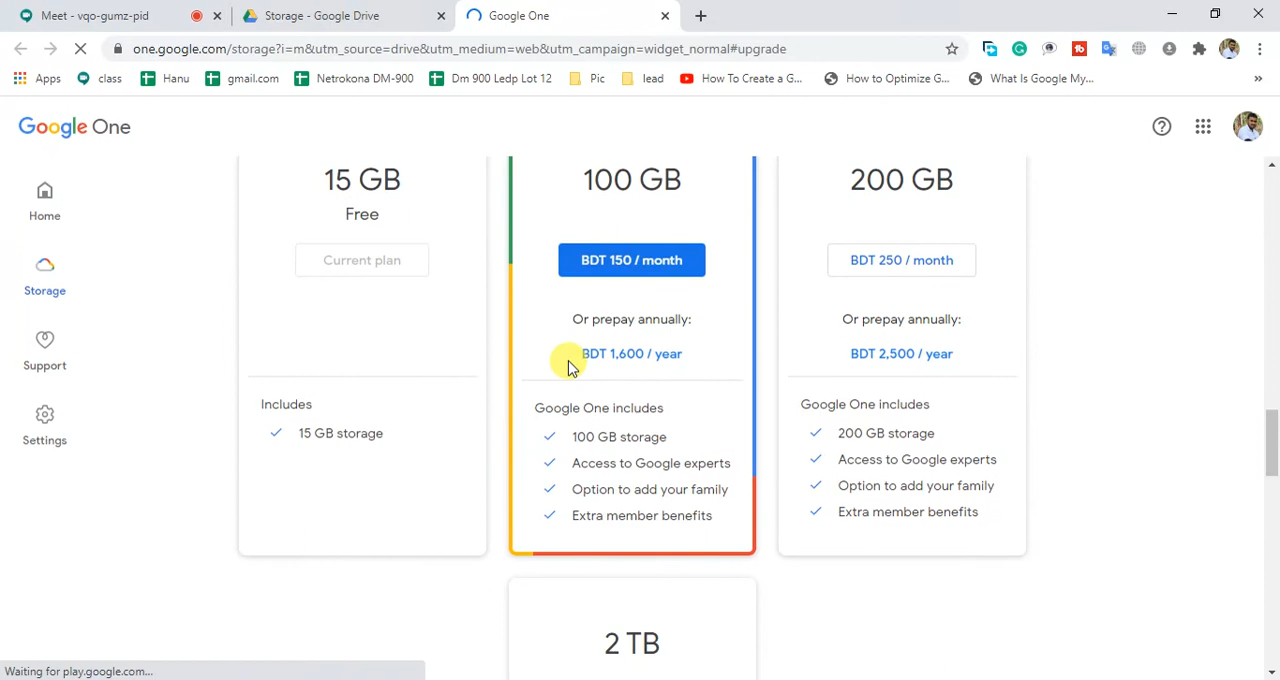 Meet - vqo-gumz-pid
Storage - Google Drive
Google One
one.google.com/storage?i=m&utm_source=drive&utm_medium=web&utm_campaign=widget_normal#upgrade
Apps
class
Hanu
gmail.com
Netrokona DM-900
Dm 900 Ledp Lot 12
Pic
lead
How To Create a G...
How to Optimize G...
What Is Google My...
Google One
Home
Storage
Support
Settings
15 GB
Free
Current plan
Includes
15 GB storage
100 GB
BDT 150 / month
Or prepay annually:
BDT 1,600 / year
Google One includes
100 GB storage
Access to Google experts
Option to add your family
Extra member benefits
200 GB
BDT 250 / month
Or prepay annually:
BDT 2,500 / year
Google One includes
200 GB storage
Access to Google experts
Option to add your family
Extra member benefits
2 TB
Waiting for play.google.com...